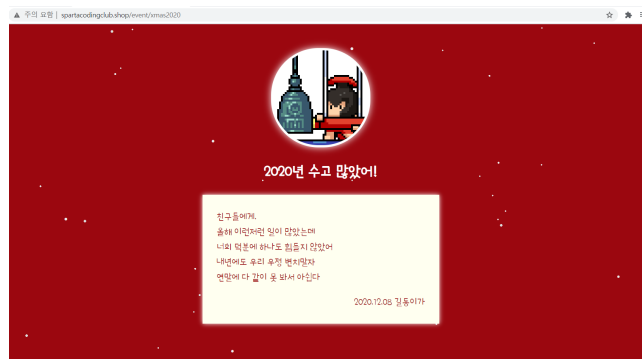 주의 요함 | spartacodingclub.shop/event/xmas2020
2020년 수고 많았어!
친구들에게.
올해 이런저런 일이 많았는데
너희 덕분에 하나도 힘들지 않았어
내년에도 우리 우정 변치말자
연말에 다 같이 못 봐서 아쉽다
2020.12.08 길동이가